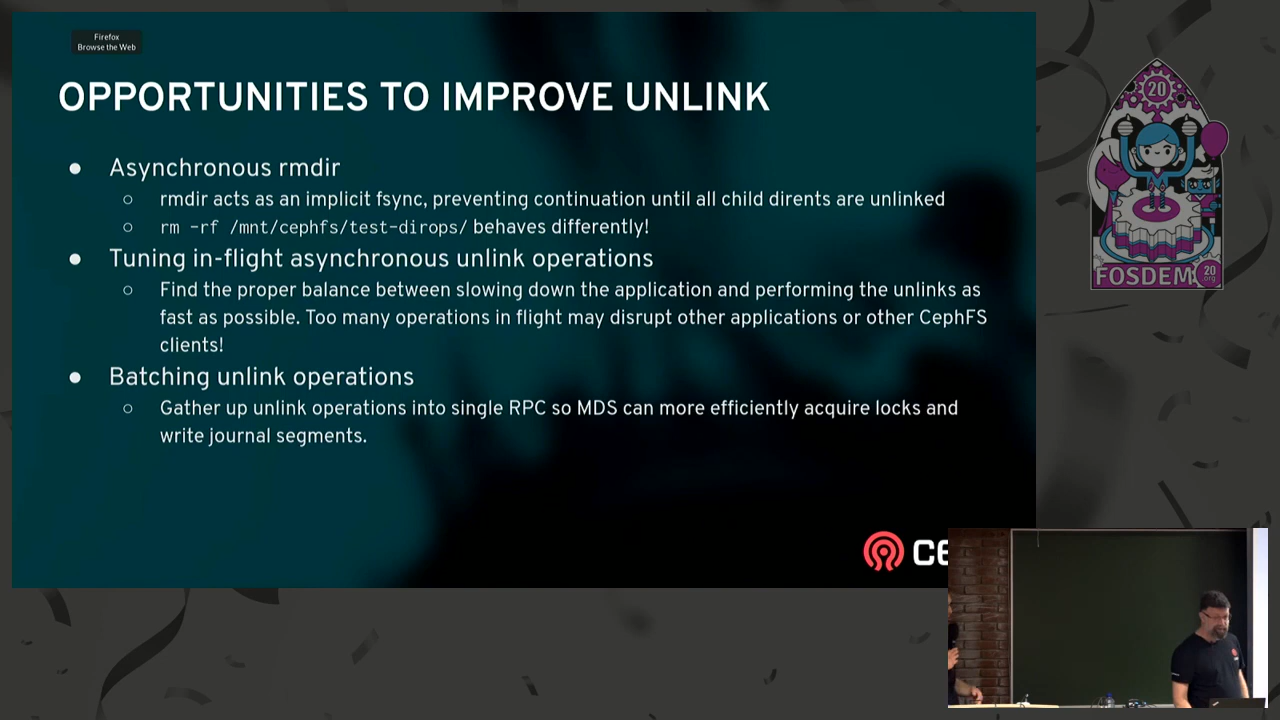 Firefox
Browse the Web
OPPORTUNITIES TO IMPROVE UNLINK
● Asynchronous rmdir
○ rmdir acts as an implicit fsync, preventing continuation until all child dirents are unlinked
○ rm -rf /mnt/cephfs/test-dirops/ behaves differently!
● Tuning in-flight asynchronous unlink operations
○ Find the proper balance between slowing down the application and performing the unlinks as
fast as possible. Too many operations in flight may disrupt other applications or other CephFS
clients!
● Batching unlink operations
○ Gather up unlink operations into single RPC so MDS can more efficiently acquire locks and
write journal segments.
20
FOSDEM
20
org